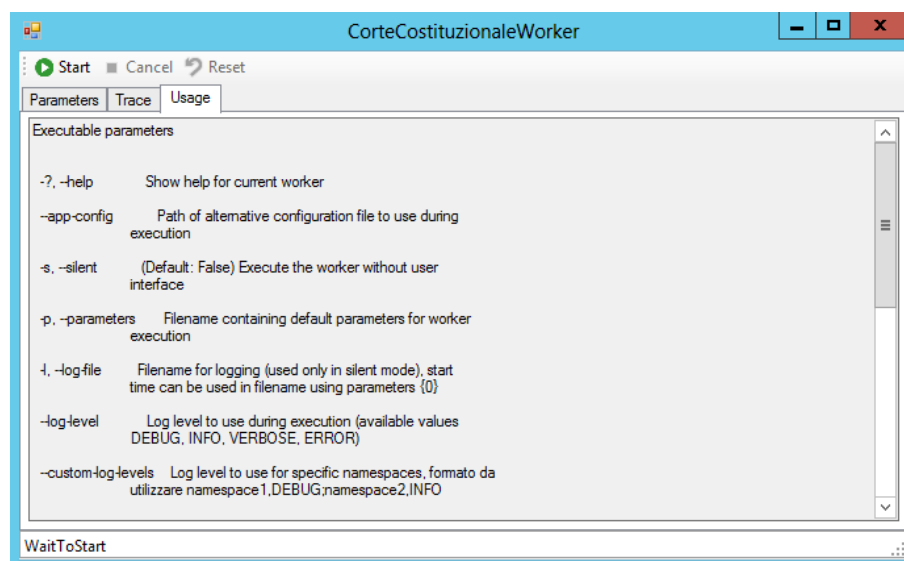 CorteCostituzionaleWorker
Start Cancel Reset
Parameters Trace Usage
Executable parameters
-?, --help Show help for current worker
--app-config Path of alternative configuration file to use during
execution
-s, --silent (Default: False) Execute the worker without user
interface
-p, --parameters Filename containing default parameters for worker
execution
-l, --log-file Filename for logging (used only in silent mode), start
time can be used in filename using parameters {0}
--log-level Log level to use during execution (available values
DEBUG, INFO, VERBOSE, ERROR)
--custom-log-levels Log level to use for specific namespaces, formato da
utilizzare namespace1,DEBUG;namespace2,INFO
WaitToStart